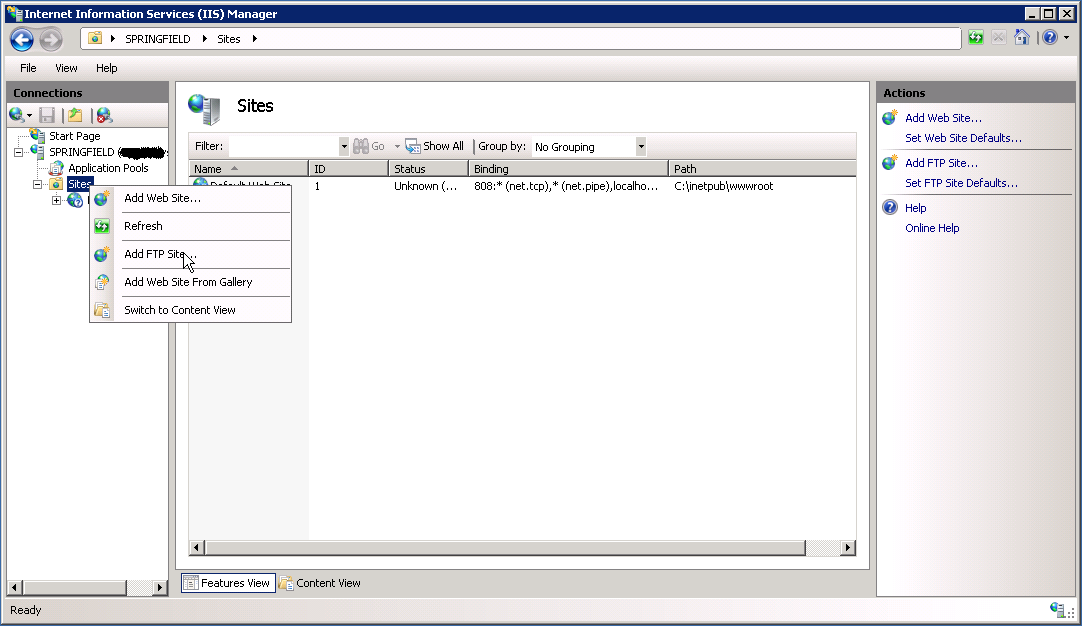 Internet Information Services (IIS) Manager
SPRINGFIELD Sites
File View Help
Connections
Start Page
SPRINGFIELD (
Application Pools
Sites
Add Web Site...
Refresh
Add FTP Site...
Add Web Site From Gallery
Switch to Content View
Sites
Filter: Go Show All Group by: No Grouping
Name ID Status Binding Path
Default Web Site 1 Unknown (... 808:* (net.tcp),* (net.pipe),localho... C:\inetpub\wwwroot
Features View Content View
Actions
Add Web Site...
Set Web Site Defaults...
Add FTP Site...
Set FTP Site Defaults...
Help
Online Help
Ready